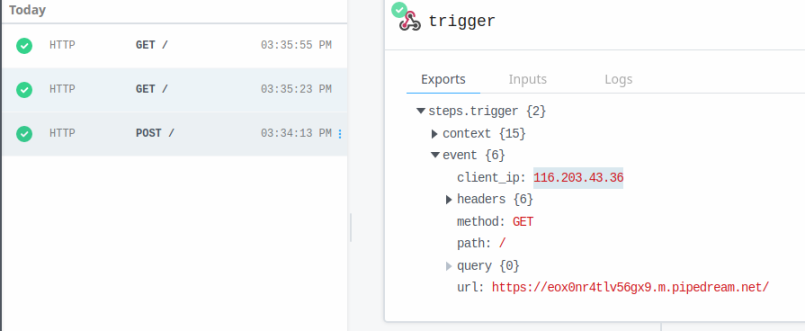 Today
HTTP GET / 03:35:55 PM
HTTP GET / 03:35:23 PM
HTTP POST / 03:34:13 PM
trigger
Exports Inputs Logs
steps.trigger {2}
context {15}
event {6}
client_ip: 116.203.43.36
headers {6}
method: GET
path: /
query {0}
url: https://eox0nr4tlv56gx9.m.pipedream.net/